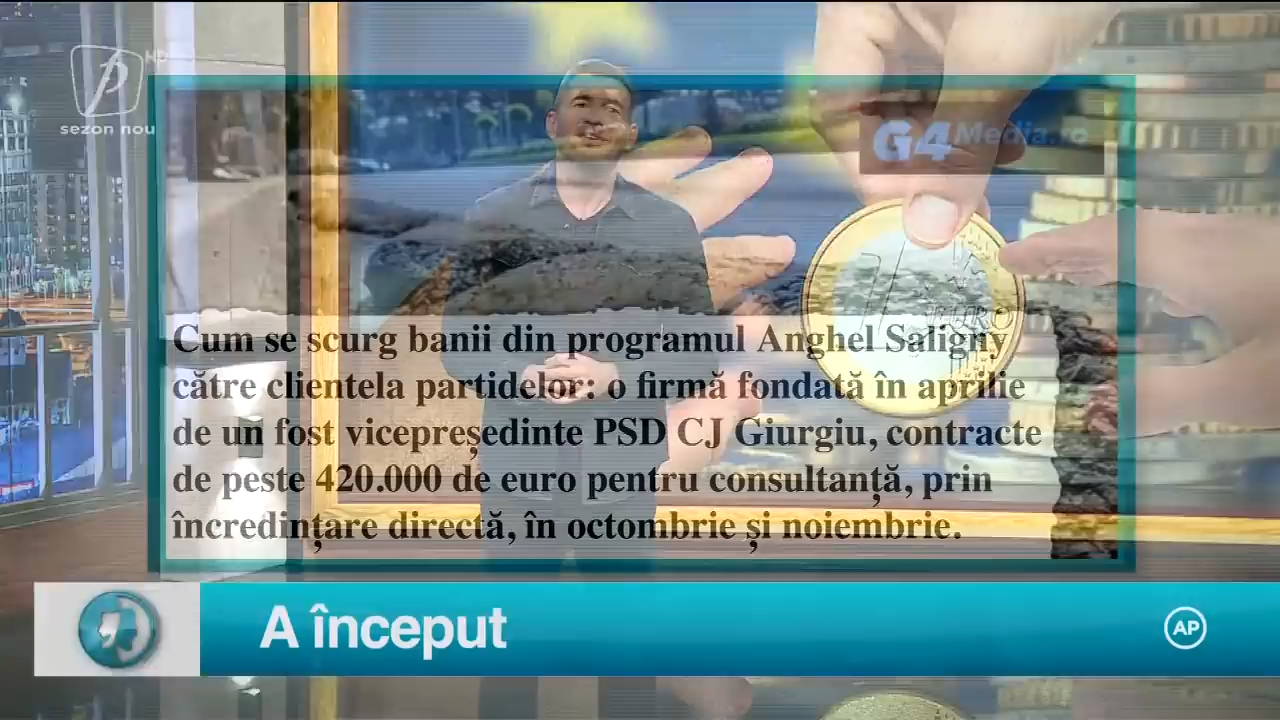 HD
sezon nou
G4Media.ro
1
EURO
Cum se scurg banii din programul Anghel Saligny
către clientela partidelor: o firmă fondată în aprilie
de un fost vicepreședinte PSD CJ Giurgiu, contracte
de peste 420.000 de euro pentru consultanță, prin
încredințare directă, în octombrie și noiembrie.
A început
AP